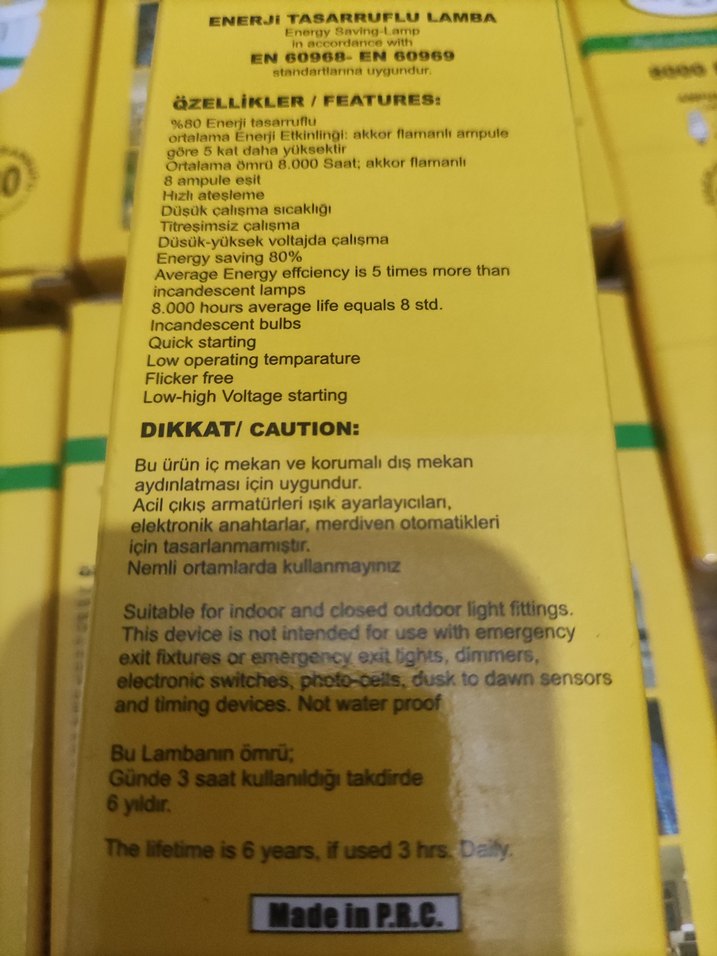 ENERJİ TASARRUFLU LAMBA
Energy Saving-Lamp
in accordance with
EN 60968- EN 60969
standartlarına uygundur.
ÖZELLİKLER / FEATURES:
%80 Enerji tasarruflu
ortalama Enerji Etkinlinği: akkor flamanlı ampule
göre 5 kat daha yüksektir
Ortalama ömrü 8.000 Saat; akkor flamanlı
8 ampule eşit
Hızlı ateşleme
Düşük çalışma sıcaklığı
Titreşimsiz çalışma
Düsük-yüksek voltajda çalışma
Energy saving 80%
Average Energy effciency is 5 times more than
incandescent lamps
8.000 hours average life equals 8 std.
Incandescent bulbs
Quick starting
Low operating temparature
Flicker free
Low-high Voltage starting
DIKKAT/ CAUTION:
Bu ürün iç mekan ve korumalı dış mekan
aydınlatması için uygundur.
Acil çıkış armatürleri ışık ayarlayıcıları,
elektronik anahtarlar, merdiven otomatikleri
için tasarlanmamıştır.
Nemli ortamlarda kullanmayınız
Suitable for indoor and closed outdoor light fittings.
This device is not intended for use with emergency
exit fixtures or emergency exit lights, dimmers,
electronic switches, photo-cells, dusk to dawn sensors
and timing devices. Not water proof
Bu Lambanın ömrü;
Günde 3 saat kullanıldığı takdirde
6 yıldır.
The lifetime is 6 years, if used 3 hrs. Daily.
Made in P.R.C.